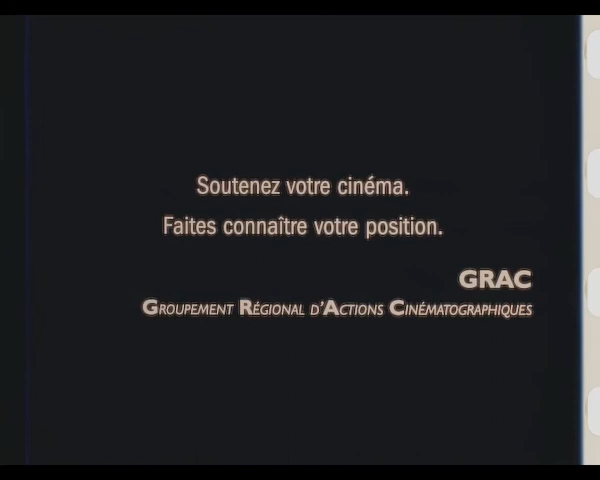 Soutenez votre cinéma.
Faites connaître votre position.
GRAC
Groupement Régional d'Actions Cinématographiques